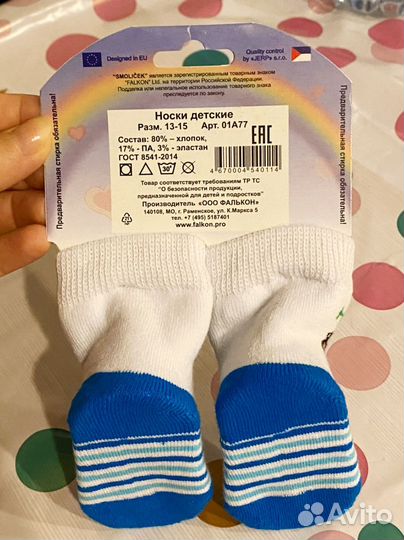 Designed in EU
Quality control
by «JERP» s.r.o.
"SMOLIČEK" является зарегистрированным товарным знаком
"FALKON" Ltd. на территории Российской Федерации.
Подделка или нелегальное использование товарного знака
преследуется по закону.
Предварительная стирка обязательна!
Предварительная стирка обязательна!
Носки детские
Разм. 13-15 Арт. 01А77
Состав: 80% – хлопок,
17% - ПА, 3% - эластан
ГОСТ 8541-2014
EAC
30°
4670004540114
Товар соответствует требованиям ТР ТС
"О безопасности продукции,
предназначенной для детей и подростков"
Производитель «ООО ФАЛЬКОН»
140108, МО, г. Раменское, ул. К.Маркса 5
тел. +7 (495) 5187401
www.falkon.pro
Avito